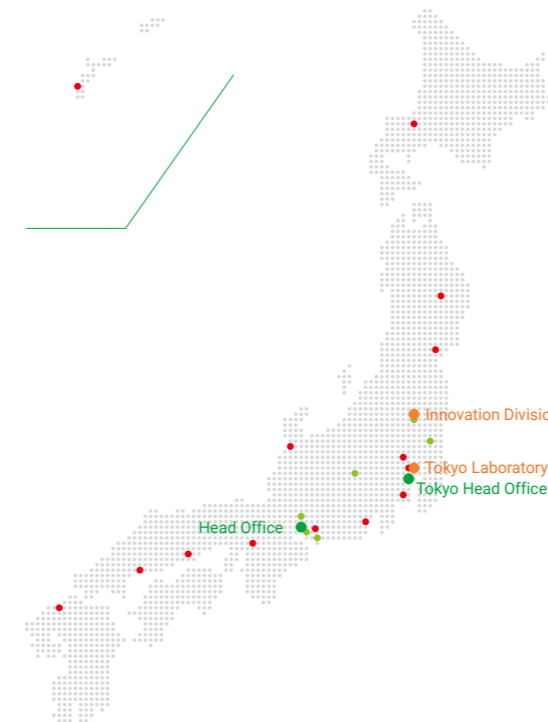 Innovation Divisio
Tokyo Laboratory
Tokyo Head Office
Head Office